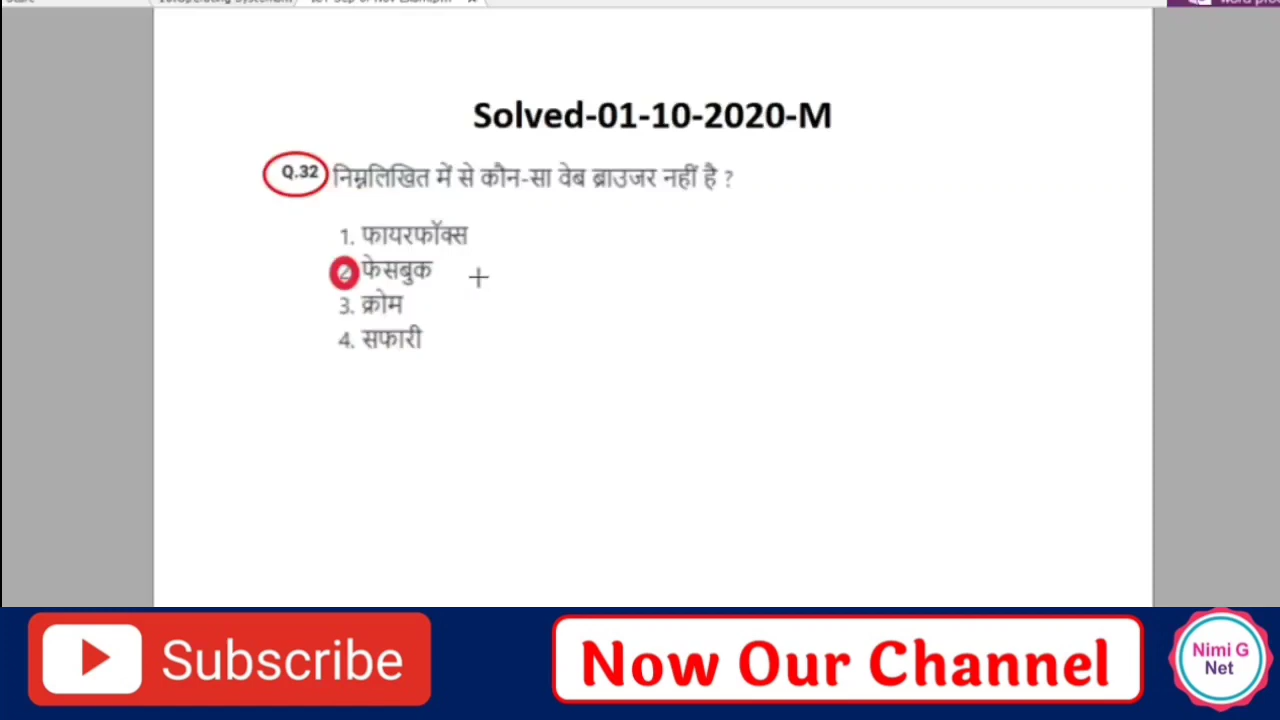 Solved-01-10-2020-M
Q.32 निम्नलिखित में से कौन-सा वेब ब्राउजर नहीं है ?
1. फायरफॉक्स
2. फेसबुक
3. क्रोम
4. सफारी
Subscribe
Now Our Channel
Nimi G
Net